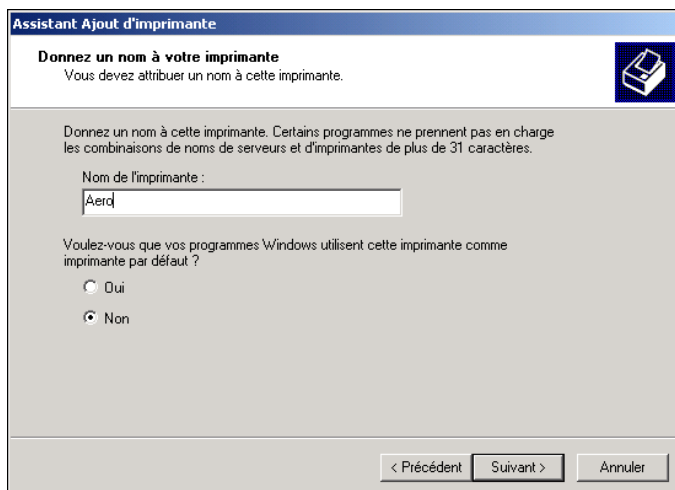 Assistant Ajout d'imprimante
Donnez un nom à votre imprimante
Vous devez attribuer un nom à cette imprimante.
Donnez un nom à cette imprimante. Certains programmes ne prennent pas en charge
les combinaisons de noms de serveurs et d'imprimantes de plus de 31 caractères.
Nom de l'imprimante :
Aero
Voulez-vous que vos programmes Windows utilisent cette imprimante comme
imprimante par défaut ?
Oui
Non
< Précédent Suivant > Annuler